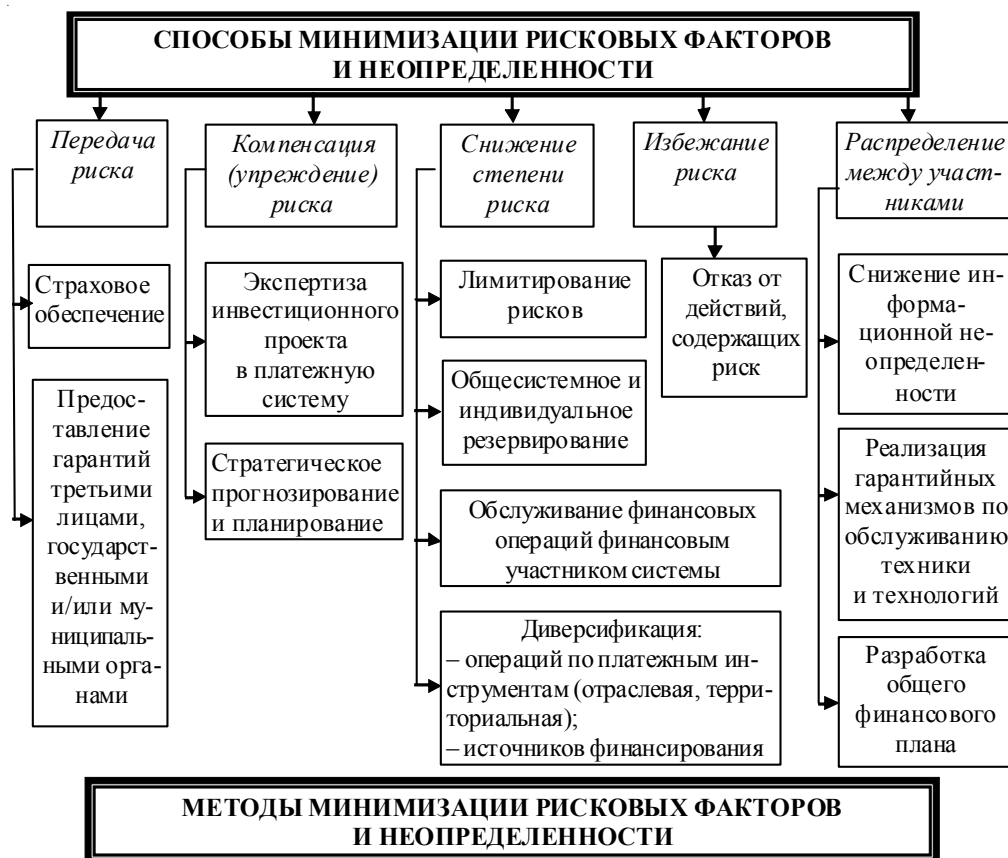 СПОСОБЫ МИНИМИЗАЦИИ РИСКОВЫХ ФАКТОРОВ
И НЕОПРЕДЕЛЕННОСТИ
Передача
риска
Страховое
обеспечение
Предос-
тавление
гарантий
третьими
лицами,
государст-
венными
и/или му-
ниципаль-
ными орга-
нами
Компенсация
(упреждение)
риска
Экспертиза
инвестиционного
проекта
в платежную
систему
Стратегическое
прогнозирование
и планирование
Снижение
степени
риска
Лимитирование
рисков
Общесистемное и
индивидуальное
резервирование
Обслуживание финансовых
операций финансовым
участником системы
Диверсификация:
– операций по платежным ин-
струментам (отраслевая, терри-
ториальная);
– источников финансирования
Избежание
риска
Отказ от
действий,
содержащих
риск
Распределение
между участ-
никами
Снижение ин-
формa-
ционной не-
определен-
ности
Реализация
гарантийных
механизмов по
обслуживанию
техники
и технологий
Разработка
общего
финансового
плана
МЕТОДЫ МИНИМИЗАЦИИ РИСКОВЫХ ФАКТОРОВ
И НЕОПРЕДЕЛЕННОСТИ